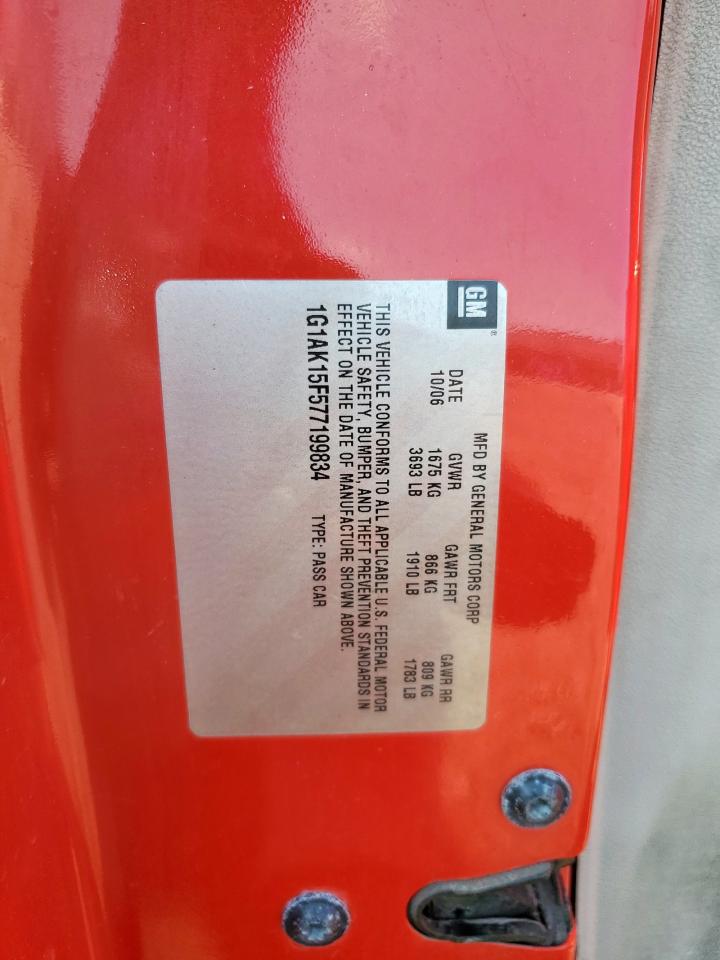 GM®
MFD BY GENERAL MOTORS CORP
DATE GVWR GAWR FRT GAWR RR
10/06 1675 KG 866 KG 809 KG
3693 LB 1910 LB 1783 LB
THIS VEHICLE CONFORMS TO ALL APPLICABLE U.S. FEDERAL MOTOR
VEHICLE SAFETY, BUMPER, AND THEFT PREVENTION STANDARDS IN
EFFECT ON THE DATE OF MANUFACTURE SHOWN ABOVE.
1G1AK15F577199834 TYPE: PASS CAR